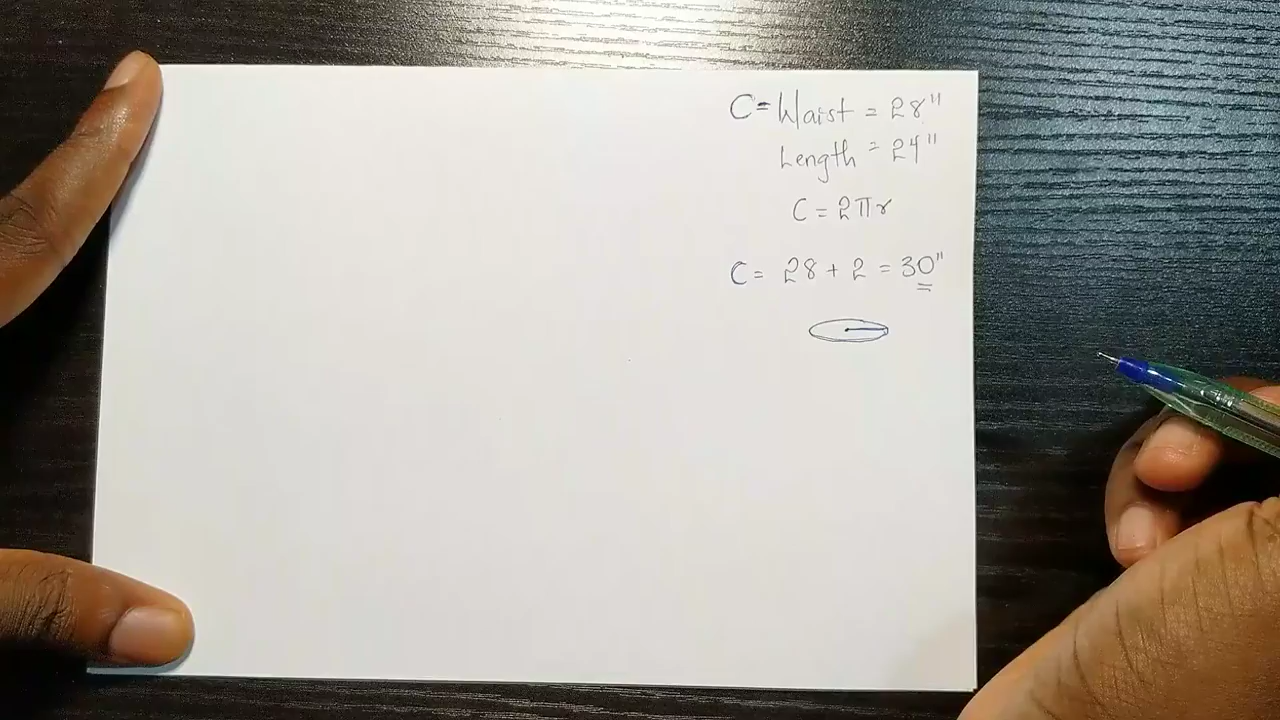 C = Waist = 28"
Length = 24"
C = 2πr
C = 28 + 2 = 30"